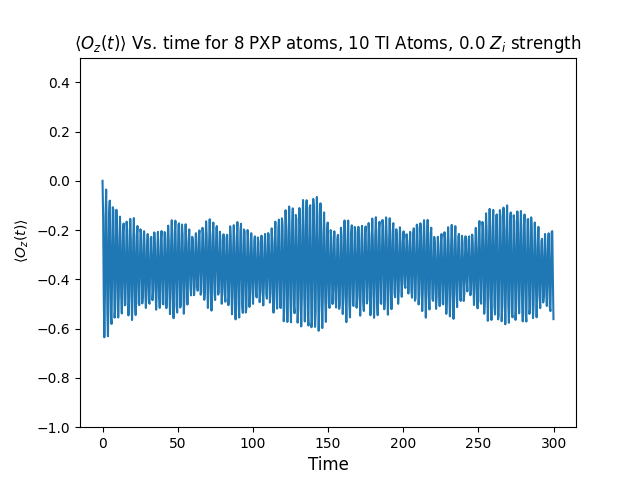 ⟨O_z(t)⟩ Vs. time for 8 PXP atoms, 10 TI Atoms, 0.0 Z_i strength
0.4
0.2
0.0
−0.2
−0.4
−0.6
−0.8
−1.0
⟨O_z(t)⟩
0 50 100 150 200 250 300
Time